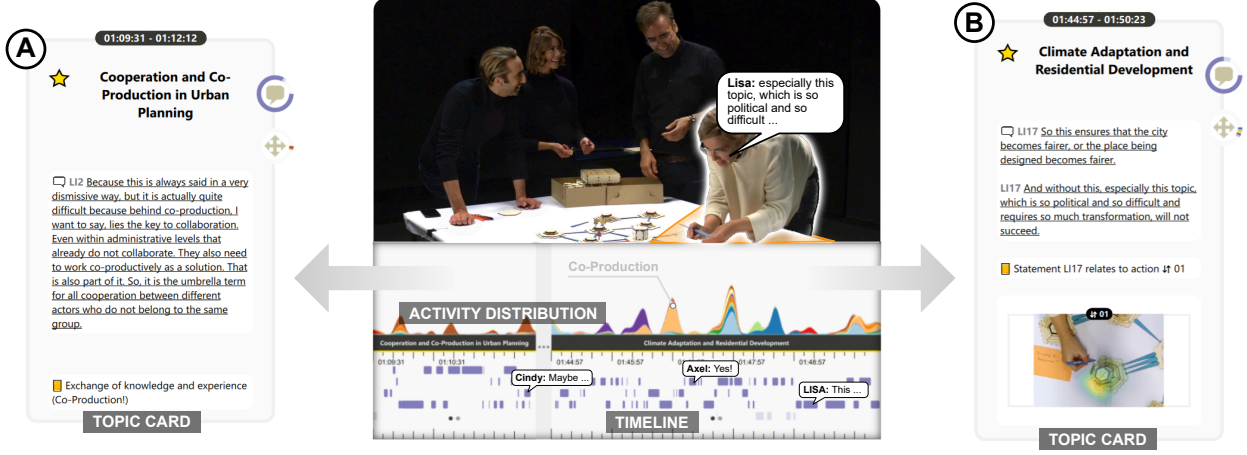 A
01:09:31 - 01:12:12
Cooperation and Co-
Production in Urban
Planning
LI2 Because this is always said in a very
dismissive way, but it is actually quite
difficult because behind co-production, I
want to say, lies the key to collaboration.
Even within administrative levels that
already do not collaborate. They also need
to work co-productively as a solution. That
is also part of it. So, it is the umbrella term
for all cooperation between different
actors who do not belong to the same
group.
Exchange of knowledge and experience
(Co-Production!)
TOPIC CARD
Lisa: especially this
topic, which is so
political and so
difficult ...
Co-Production
ACTIVITY DISTRIBUTION
Cooperation and Co-Production in Urban Planning
Climate Adaptation and Residential Development
01:09:31
01:10:31
01:44:57
01:45:57
01:47:57
01:48:57
Cindy: Maybe ...
Axel: Yes!
LISA: This ...
TIMELINE
B
01:44:57 - 01:50:23
Climate Adaptation and
Residential Development
LI17 So this ensures that the city
becomes fairer, or the place being
designed becomes fairer.
LI17 And without this, especially this topic,
which is so political and so difficult and
requires so much transformation, will not
succeed.
Statement LI17 relates to action 01
01
TOPIC CARD